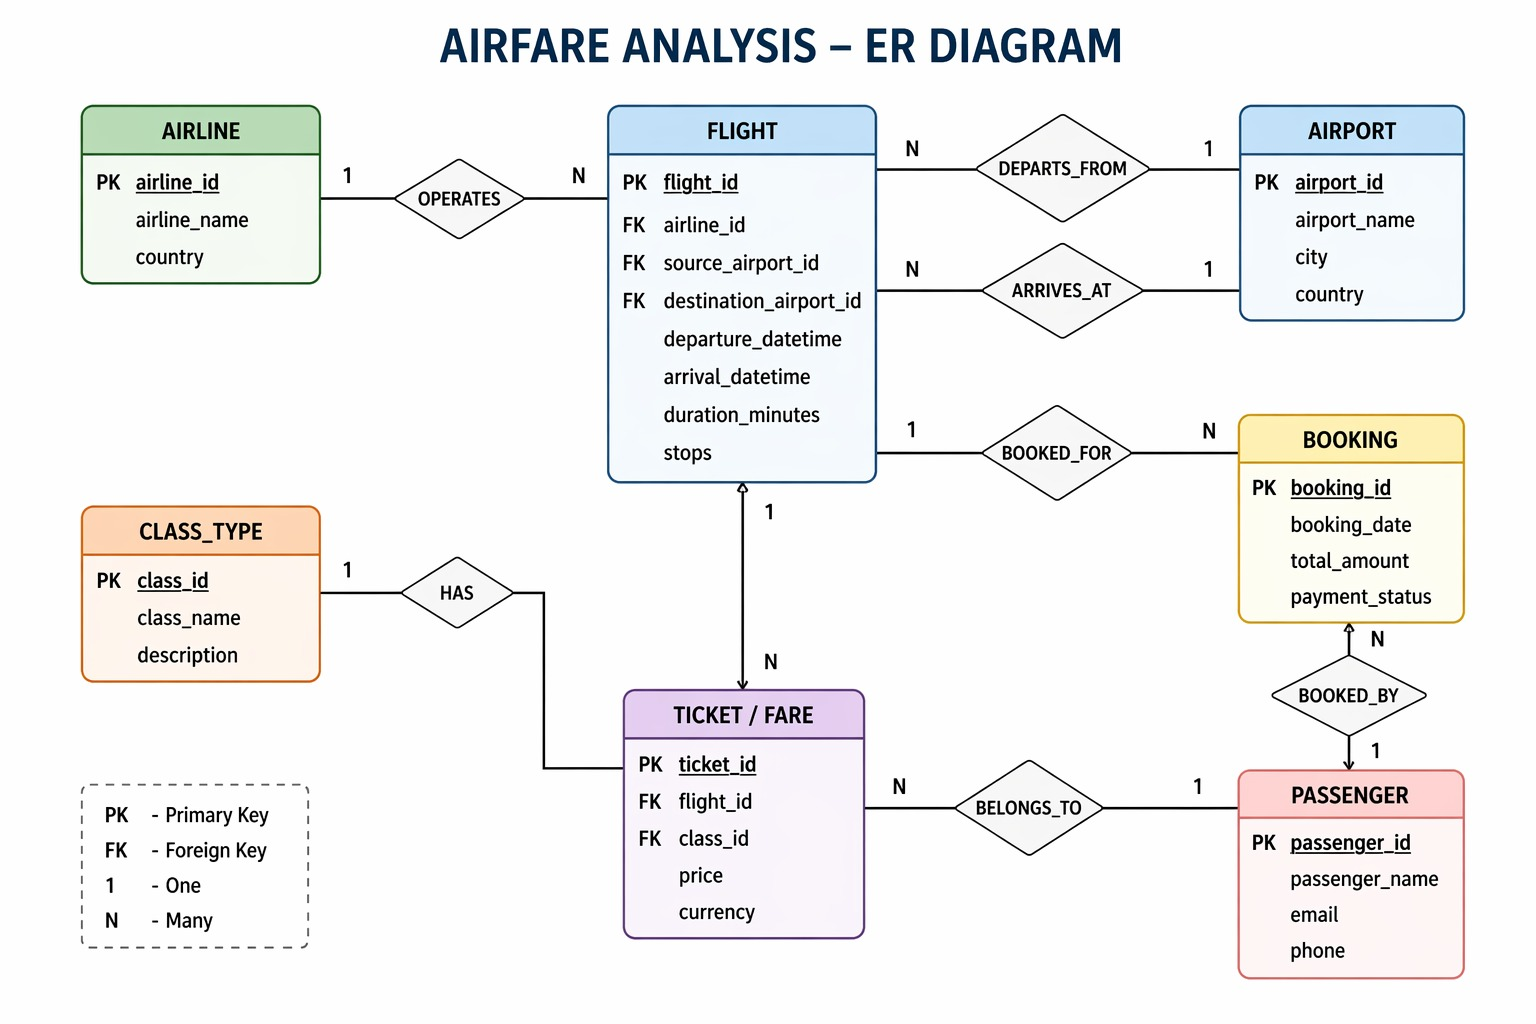 AIRFARE ANALYSIS – ER DIAGRAM
AIRLINE
PK airline_id
airline_name
country
1
OPERATES
N
FLIGHT
PK flight_id
FK airline_id
FK source_airport_id
FK destination_airport_id
departure_datetime
arrival_datetime
duration_minutes
stops
N
DEPARTS_FROM
1
N
ARRIVES_AT
1
AIRPORT
PK airport_id
airport_name
city
country
1
BOOKED_FOR
N
BOOKING
PK booking_id
booking_date
total_amount
payment_status
CLASS_TYPE
PK class_id
class_name
description
1
HAS
1
N
N
BOOKED_BY
1
TICKET / FARE
PK ticket_id
FK flight_id
FK class_id
price
currency
N
BELONGS_TO
1
PASSENGER
PK passenger_id
passenger_name
email
phone
PK - Primary Key
FK - Foreign Key
1 - One
N - Many